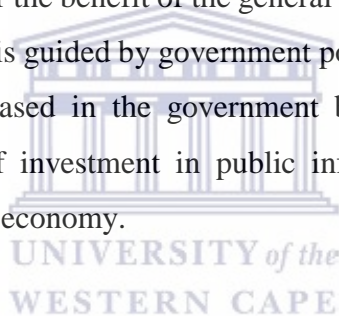 f the benefit of the general
is guided by government po
ased in the government b
f investment in public in
economy.
UNIVERSITY of the
WESTERN CAPE